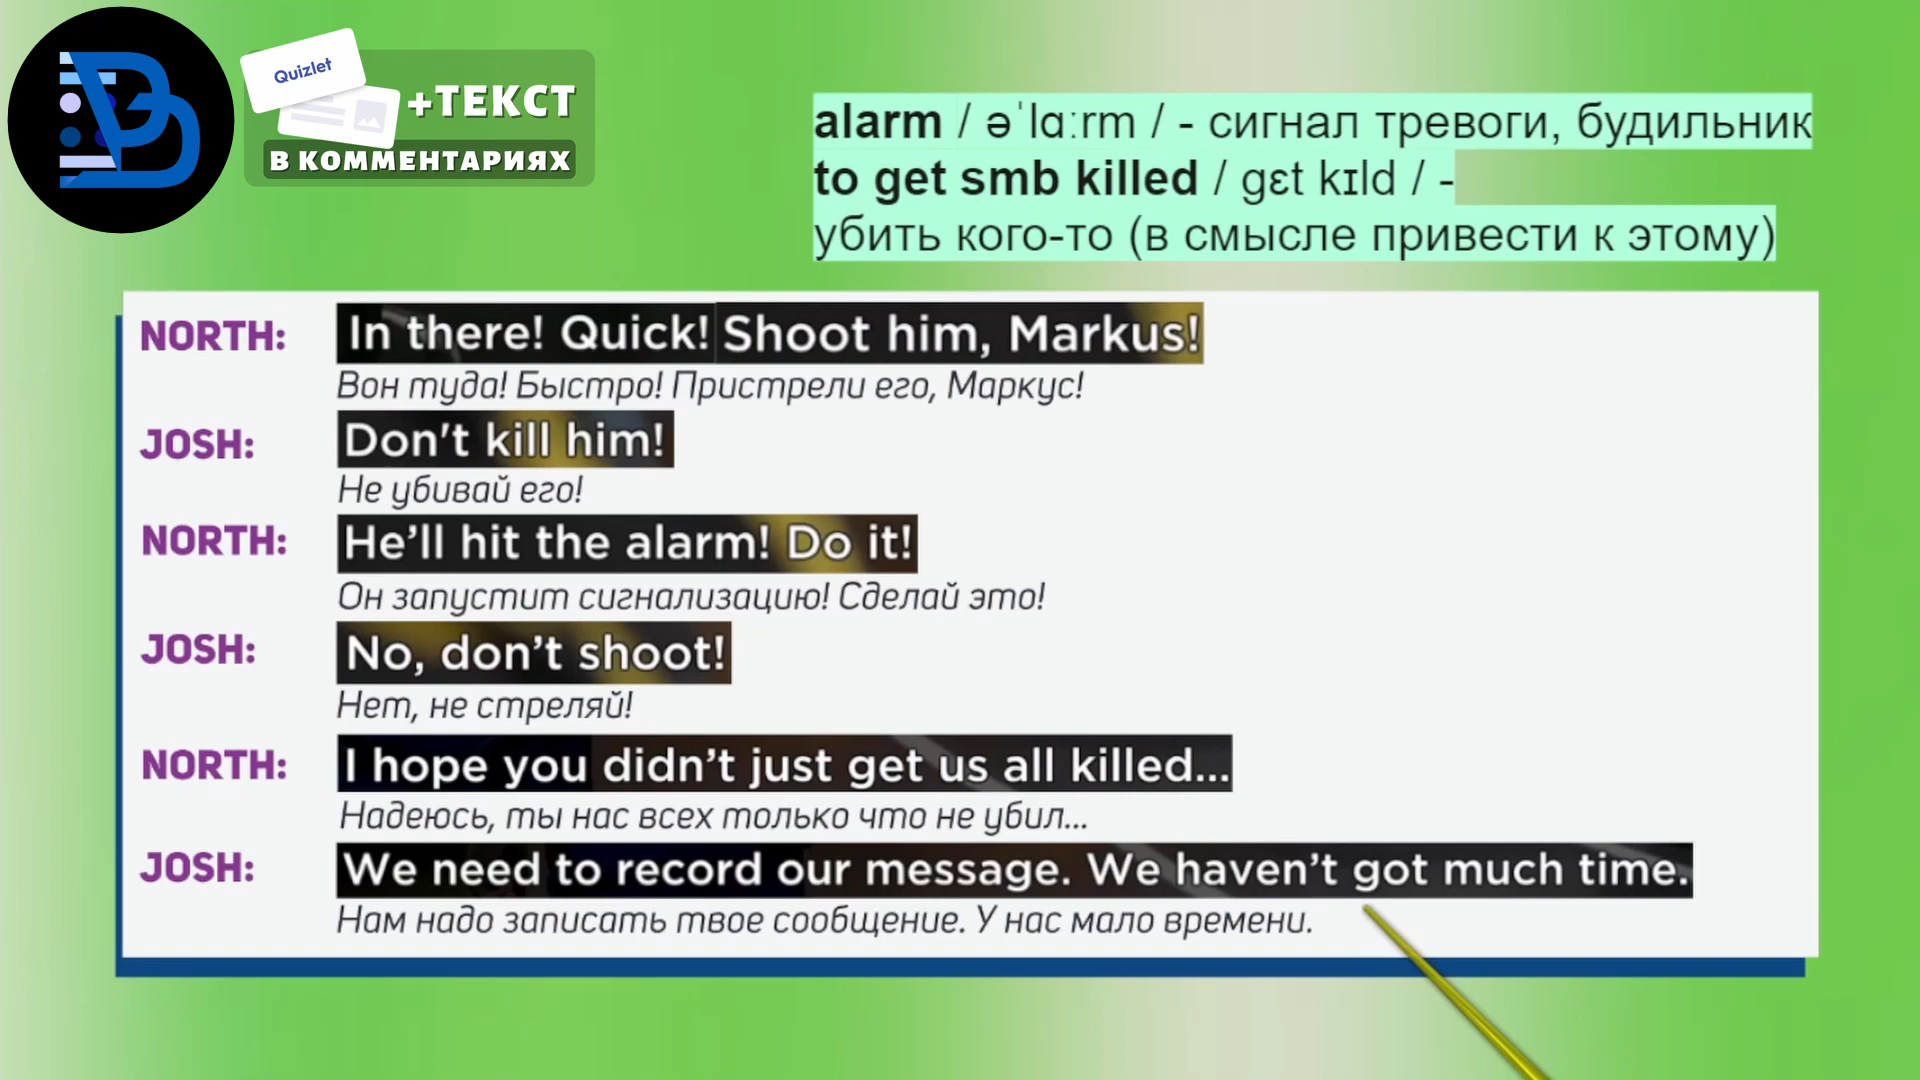 Quizlet
+ТЕКСТ
В КОММЕНТАРИЯХ
alarm / əˈlɑːrm / - сигнал тревоги, будильник
to get smb killed / gɛt kɪld / -
убить кого-то (в смысле привести к этому)
NORTH: In there! Quick! Shoot him, Markus!
Вон туда! Быстро! Пристрели его, Маркус!
JOSH: Don't kill him!
Не убивай его!
NORTH: He’ll hit the alarm! Do it!
Он запустит сигнализацию! Сделай это!
JOSH: No, don’t shoot!
Нет, не стреляй!
NORTH: I hope you didn’t just get us all killed...
Надеюсь, ты нас всех только что не убил...
JOSH: We need to record our message. We haven’t got much time.
Нам надо записать твое сообщение. У нас мало времени.